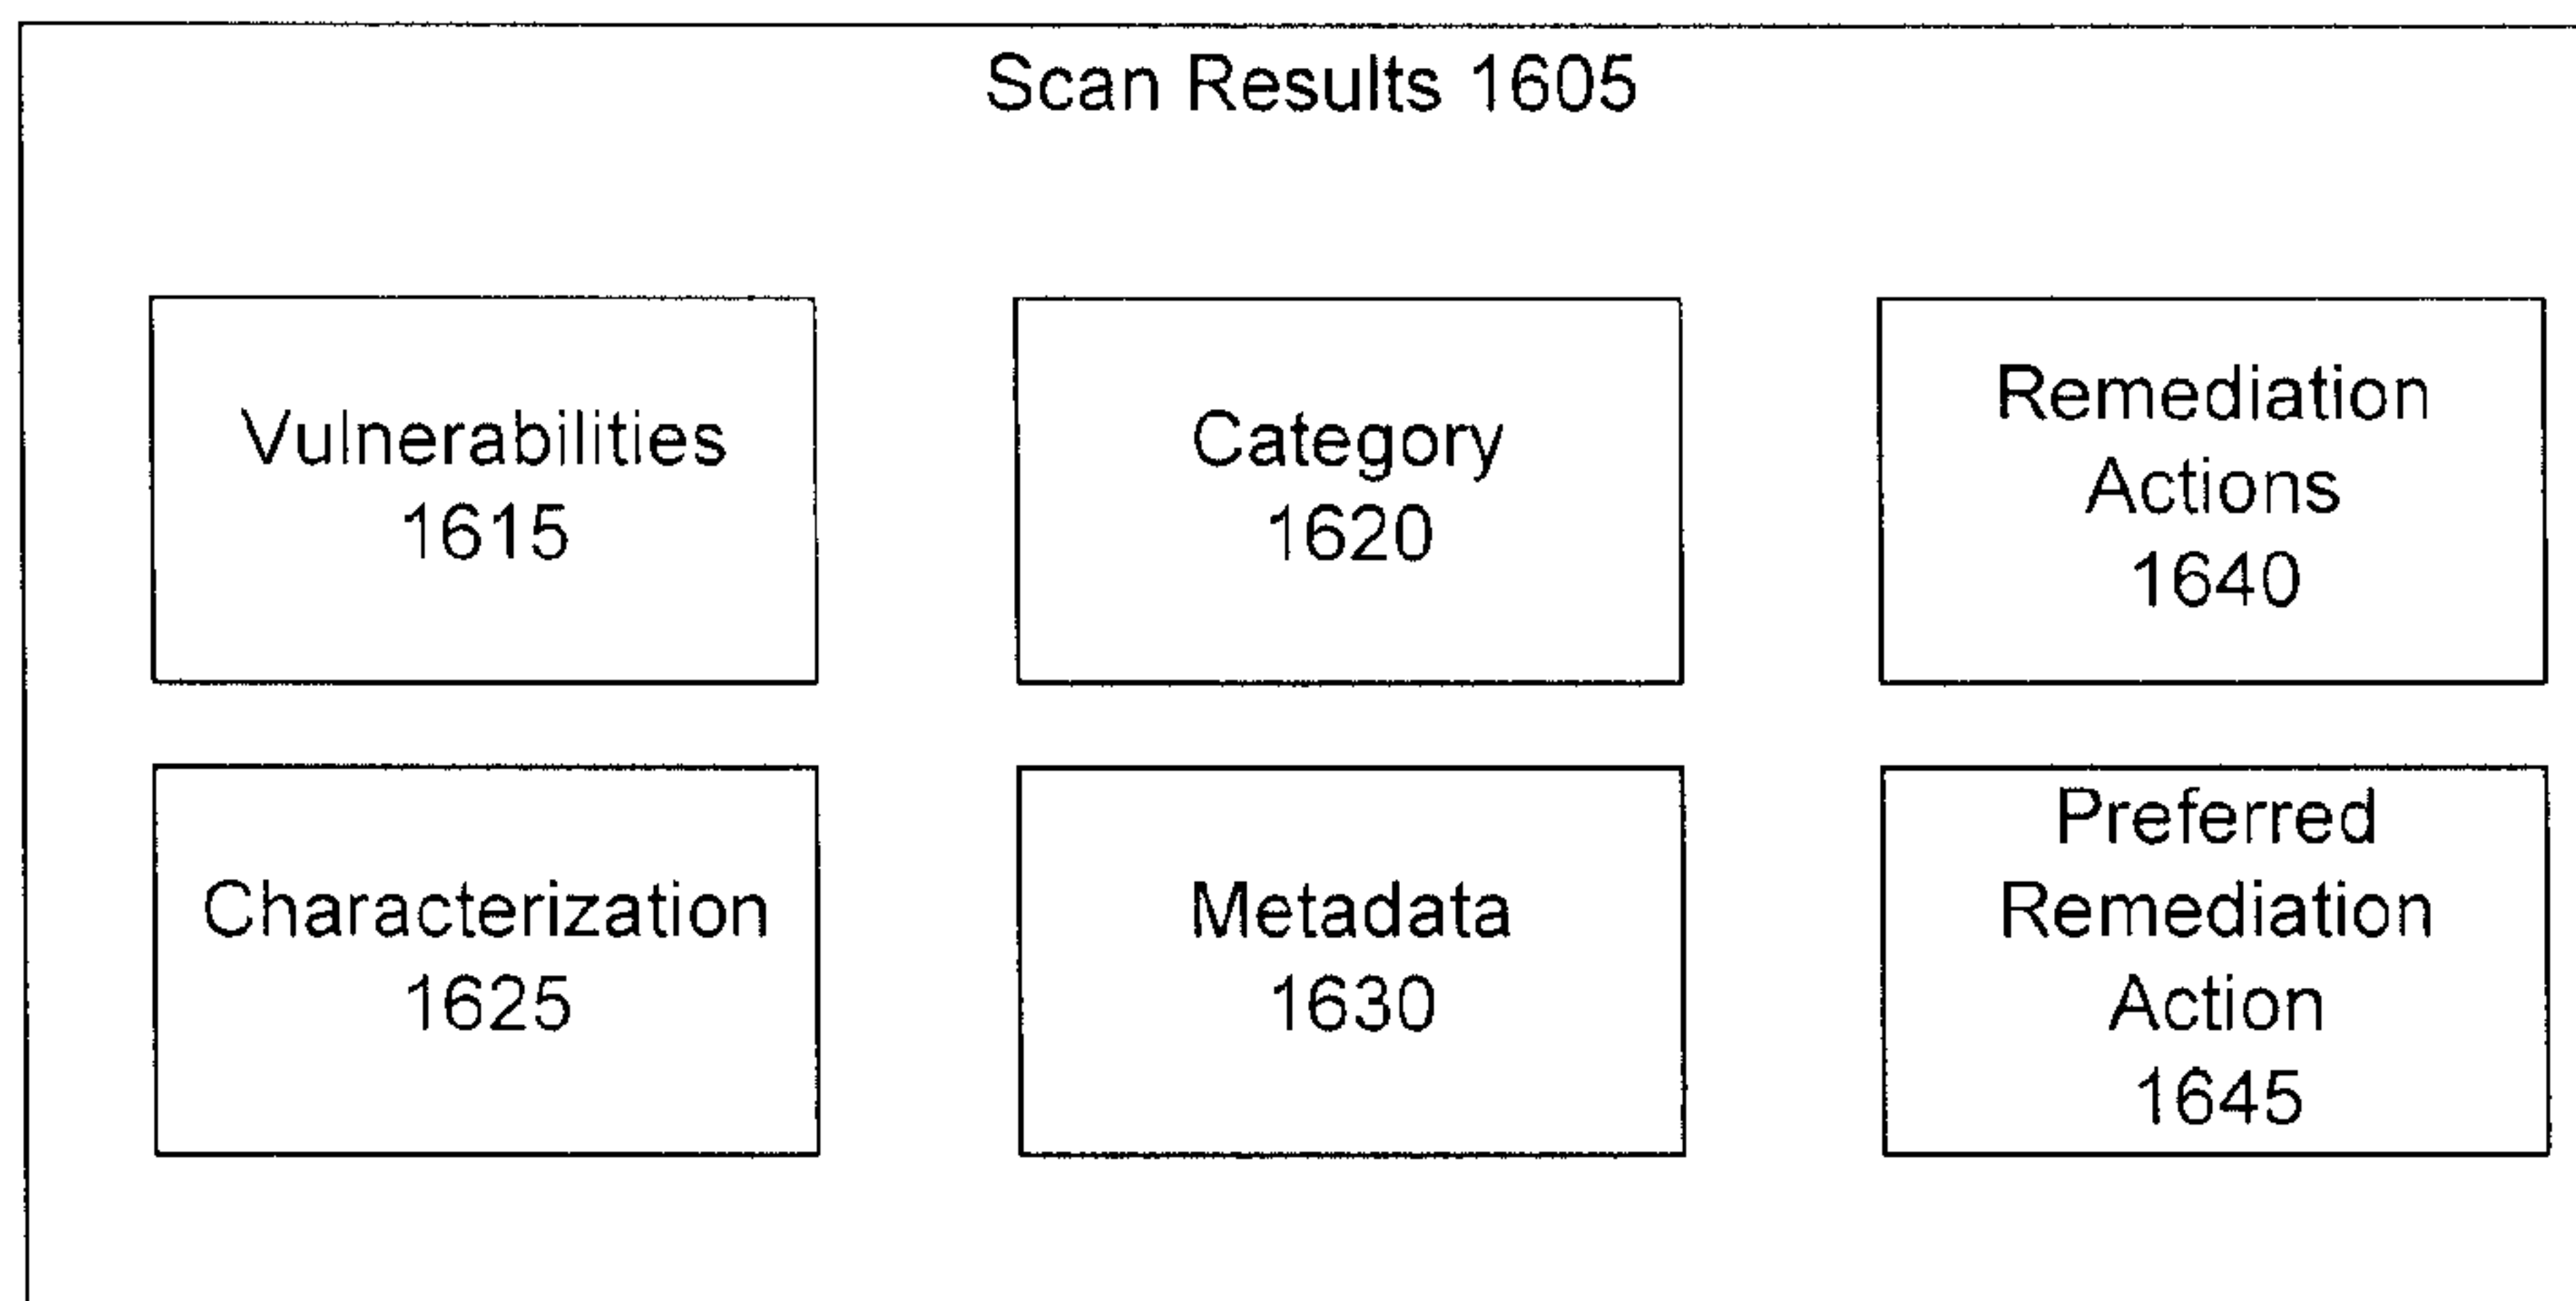 Scan Results 1605
Vulnerabilities
1615
Category
1620
Remediation
Actions
1640
Characterization
1625
Metadata
1630
Preferred
Remediation
Action
1645